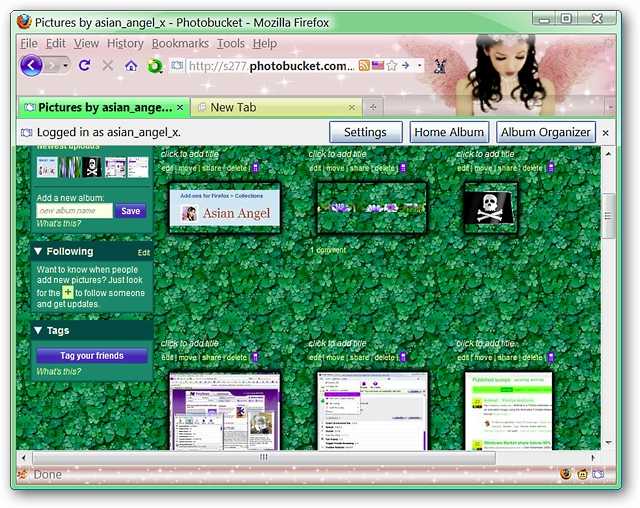 Pictures by asian_angel_x - Photobucket - Mozilla Firefox
File Edit View History Bookmarks Tools Help
http://s277.photobucket.com...
Pictures by asian_ange... New Tab
Logged in as asian_angel_x. Settings Home Album Album Organizer
Newest uploads
click to add title click to add title click to add title
edit | move | share | delete | edit | move | share | delete | edit | move | share | delete |
Add-ons for Firefox > Collections
Asian Angel
Add a new album:
new album name Save
What's this?
1 comment
Following Edit
Want to know when people
add new pictures? Just look
for the + to follow someone
and get updates.
Tags
Tag your friends
What's this?
click to add title click to add title click to add title
edit | move | share | delete | edit | move | share | delete | edit | move | share | delete |
Done